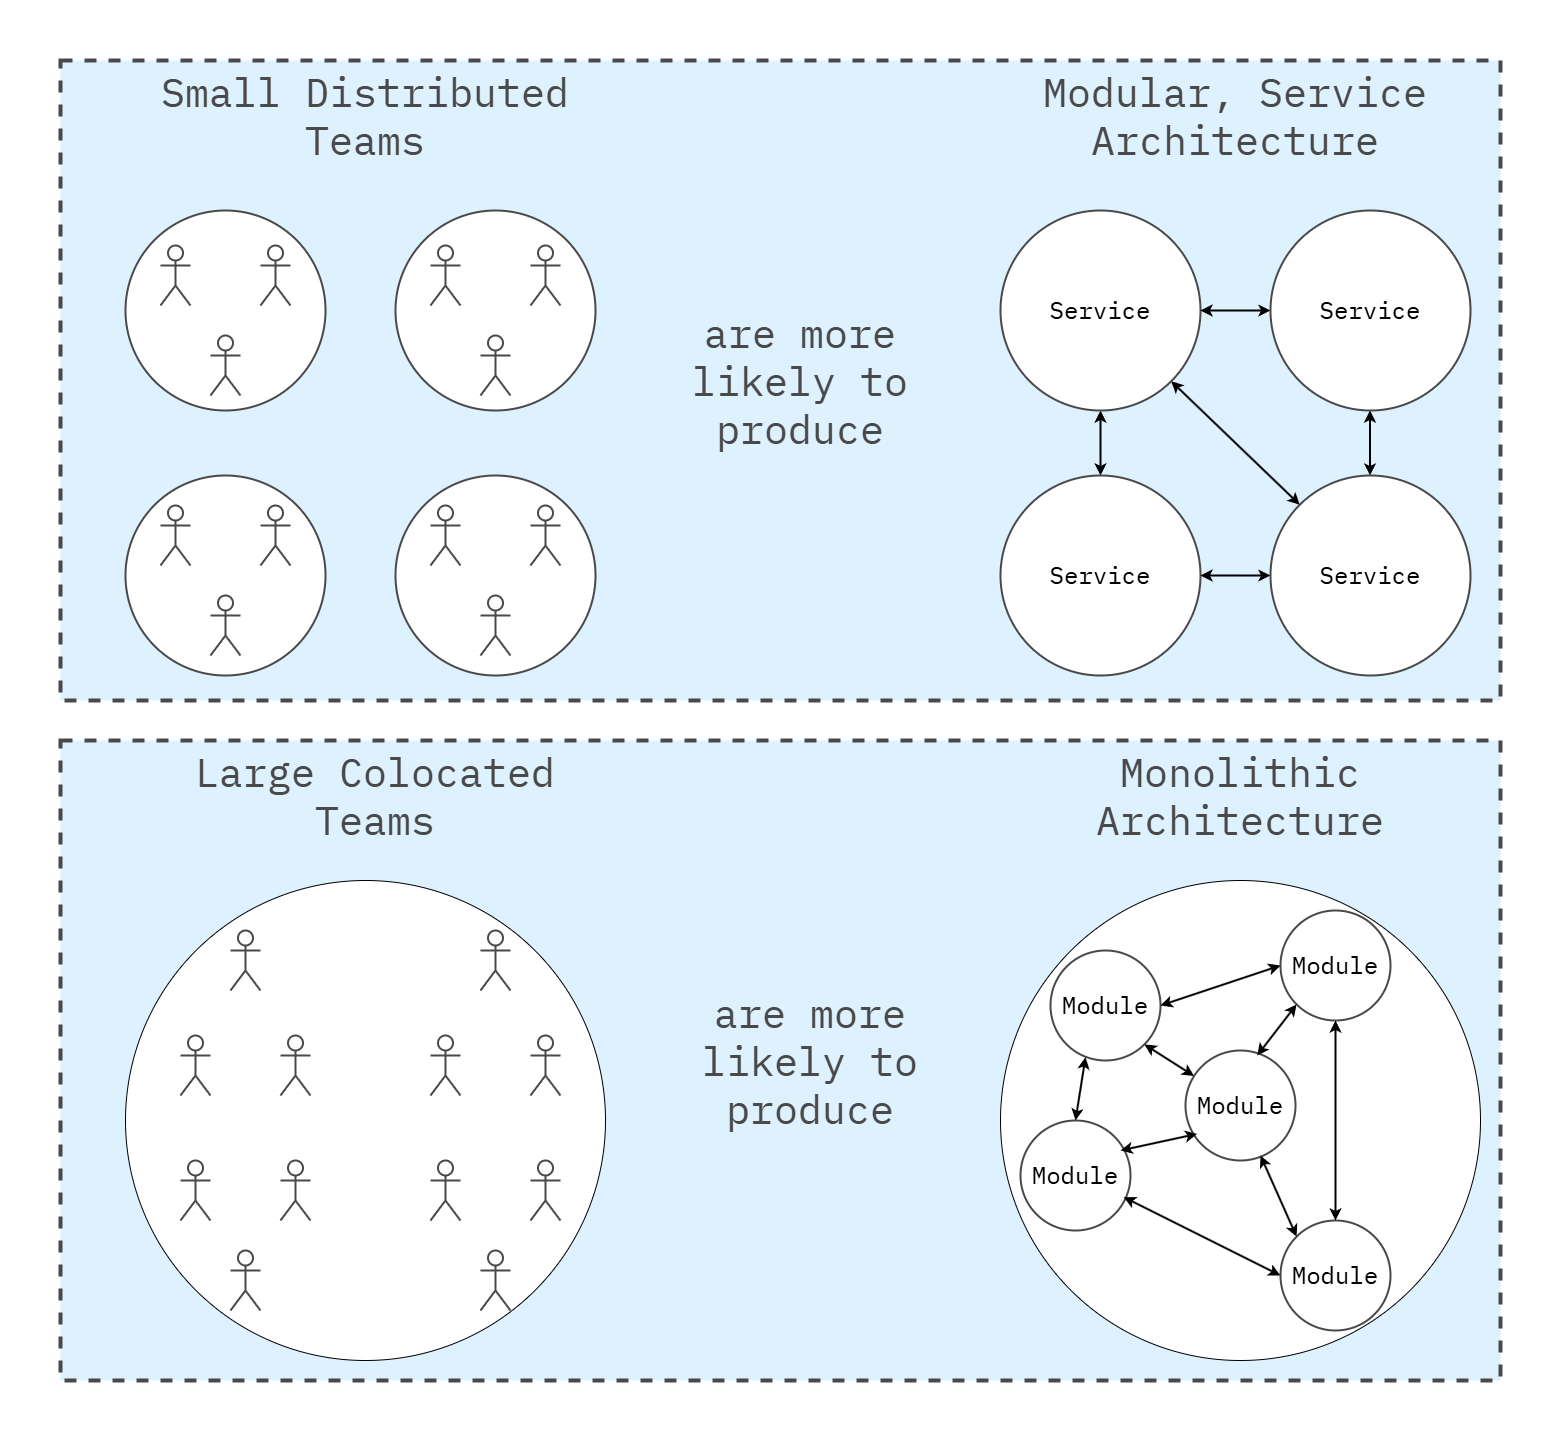 Small Distributed
Teams
are more
likely to
produce
Modular, Service
Architecture
Service
Service
Service
Service
Large Colocated
Teams
are more
likely to
produce
Monolithic
Architecture
Module
Module
Module
Module
Module